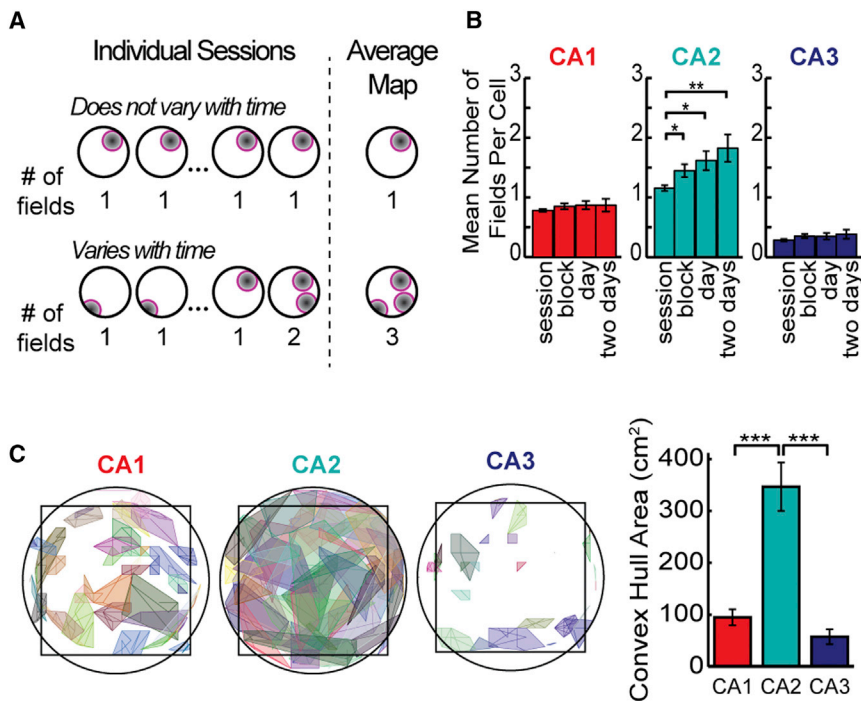 A
Individual Sessions
Average
Map
Does not vary with time
...
# of
fields
1 1 1 1 1
Varies with time
...
# of
fields
1 1 1 2 3
B
CA1 CA2 CA3
Mean Number of
Fields Per Cell
3 3 3
2 2 2
1 1 1
0 0 0
**
*
*
session block day two days
session block day two days
session block day two days
C
CA1 CA2 CA3
Convex Hull Area (cm²)
*** ***
400
300
200
100
0
CA1 CA2 CA3